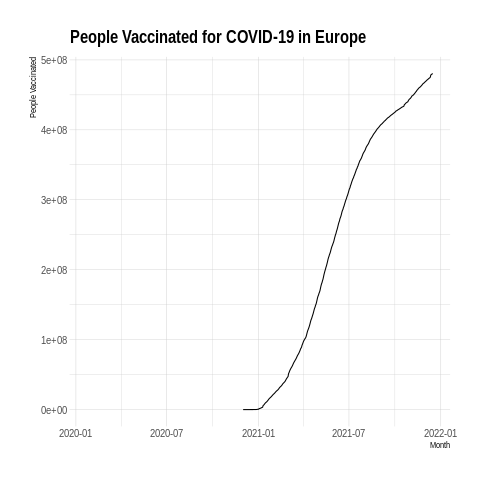 People Vaccinated for COVID-19 in Europe
People Vaccinated
5e+08
4e+08
3e+08
2e+08
1e+08
0e+00
2020-01 2020-07 2021-01 2021-07 2022-01
Month